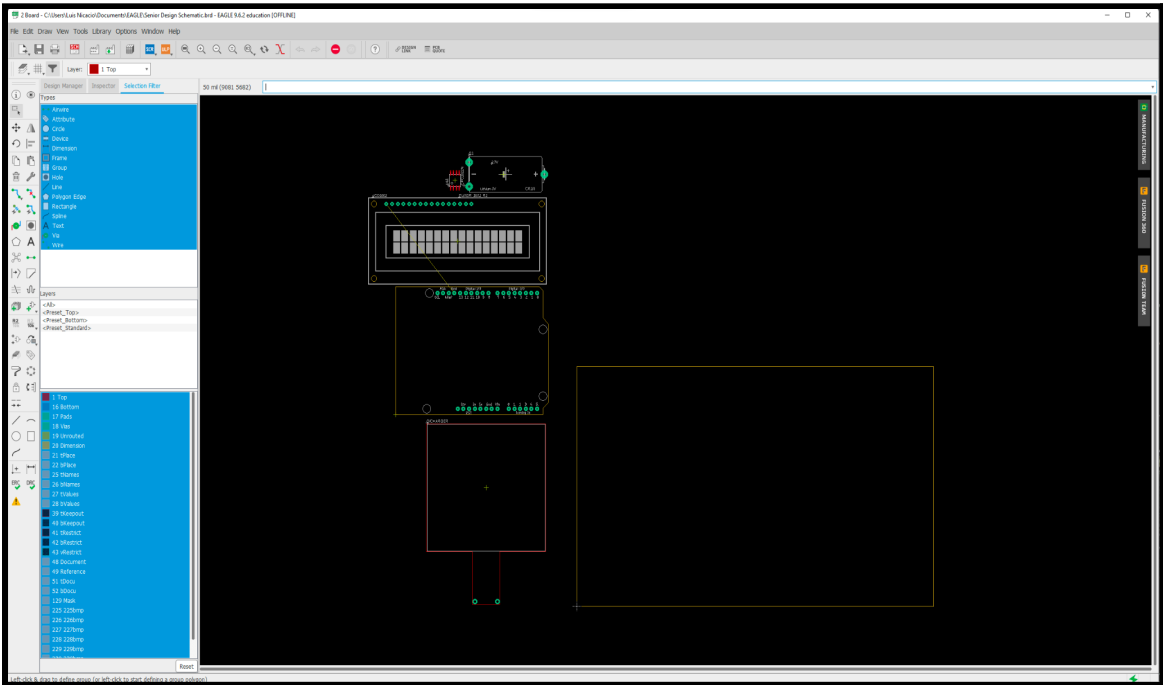 2 Board - C:\Users\Luis Nicacio\Documents\EAGLE\Senior Design Schematic.brd - EAGLE 9.6.2 education [OFFLINE]
File Edit Draw View Tools Library Options Window Help
DESIGN LINK
PCB QUOTE
Layer: 1 Top
Design Manager Inspector Selection Filter
50 mil (9081 5662)
Types
Airwire
Attribute
Circle
Device
Dimension
Frame
Group
Hole
Line
Polygon Edge
Rectangle
Spline
Text
Via
Wire
Layers
<All>
<Preset_Top>
<Preset_Bottom>
<Preset_Standard>
1 Top
16 Bottom
17 Pads
18 Vias
19 Unrouted
20 Dimension
21 tPlace
22 bPlace
25 tNames
26 bNames
27 tValues
28 bValues
39 tKeepout
40 bKeepout
41 tRestrict
42 bRestrict
43 vRestrict
48 Document
49 Reference
51 tDocu
52 bDocu
129 Mask
225 225bmp
226 226bmp
227 227bmp
228 228bmp
229 229bmp
Reset
MANUFACTURING
FUSION 360
FUSION TEAM
Left-click & drag to define group (or left-click to start defining a group polygon)